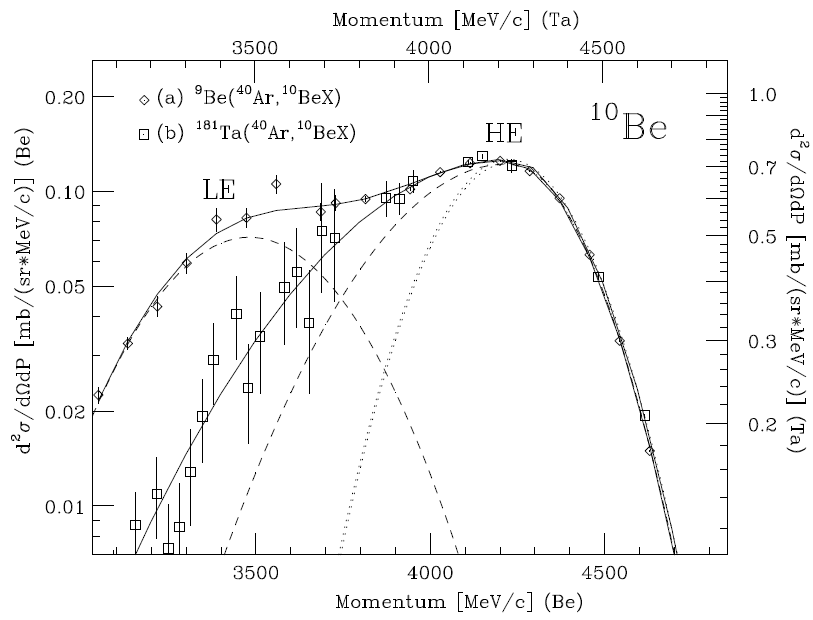 Momentum [MeV/c] (Ta)
3500 4000 4500
0.20
0.10
0.05
0.02
0.01
d²σ/dΩdP [mb/(sr*MeV/c)] (Be)
◇ (a) ⁹Be(⁴⁰Ar,¹⁰BeX)
□ (b) ¹⁸¹Ta(⁴⁰Ar,¹⁰BeX)
LE
HE
¹⁰Be
1.0
0.7
0.5
0.3
0.2
d²σ/dΩdP [mb/(sr*MeV/c)] (Ta)
3500 4000 4500
Momentum [MeV/c] (Be)